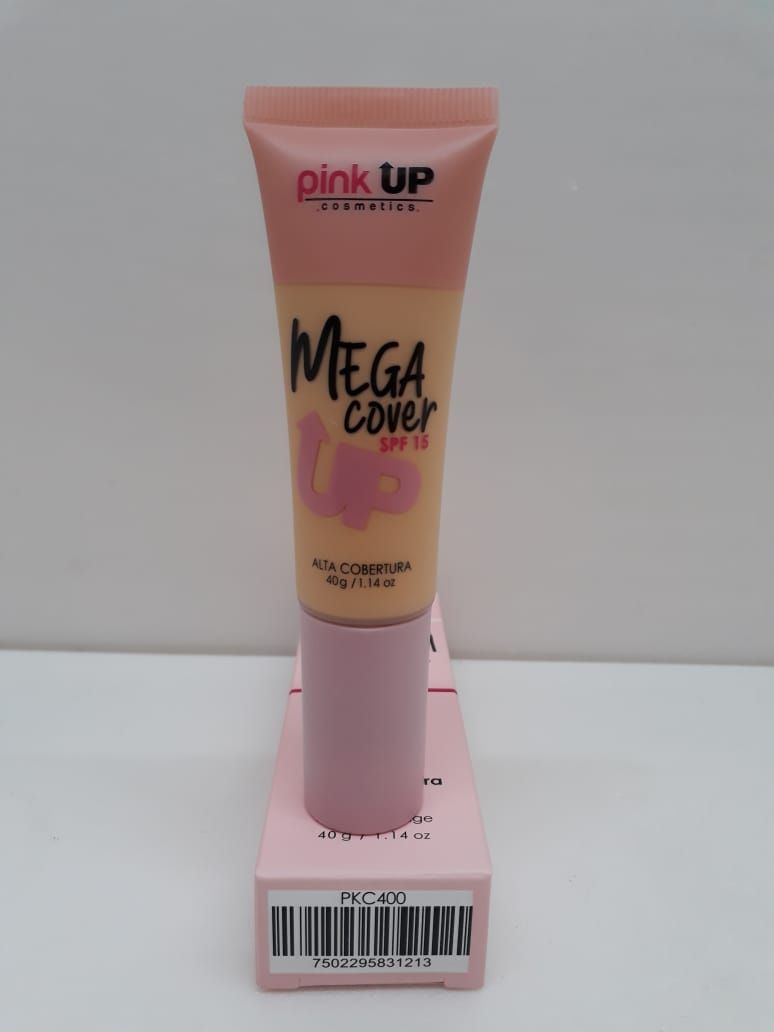 pink UP
.cosmetics.
MEGA
cover
SPF 15
UP
ALTA COBERTURA
40g / 1.14 oz
40 g / 1.14 oz
PKC400
7502295831213